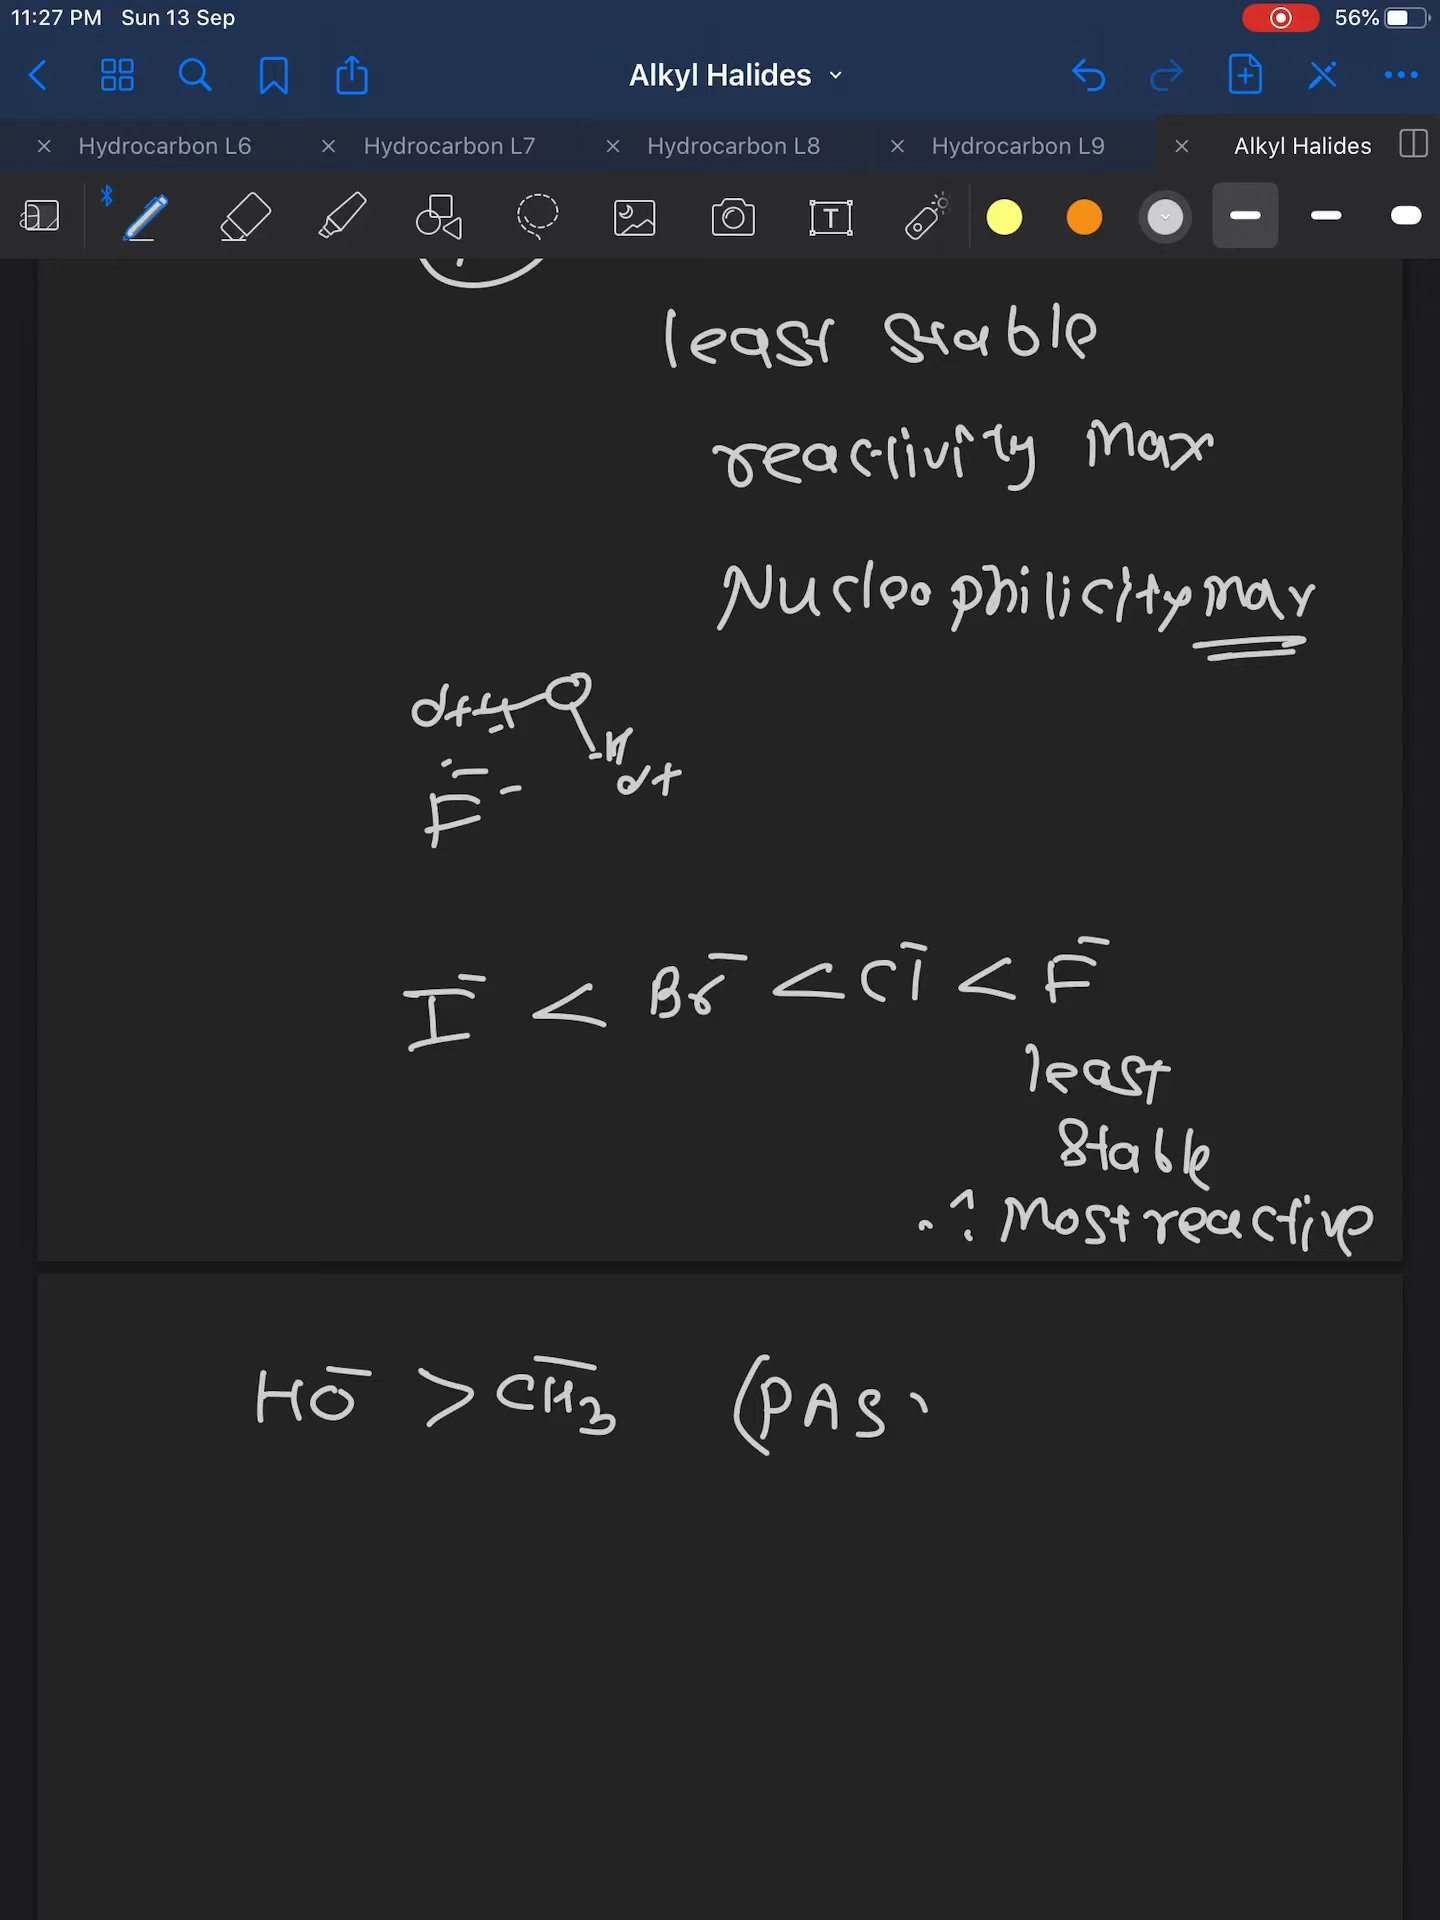 11:27 PM Sun 13 Sep 56%
Alkyl Halides
Hydrocarbon L6 Hydrocarbon L7 Hydrocarbon L8 Hydrocarbon L9 Alkyl Halides
a T
least stable
reactivity max
Nucleophilicity max
δ+H-O
H δ+
F⁻
I⁻ < Br⁻ < Cl⁻ < F⁻
least
stable
∴ Most reactive
HO⁻ > CH₃⁻ (PAS